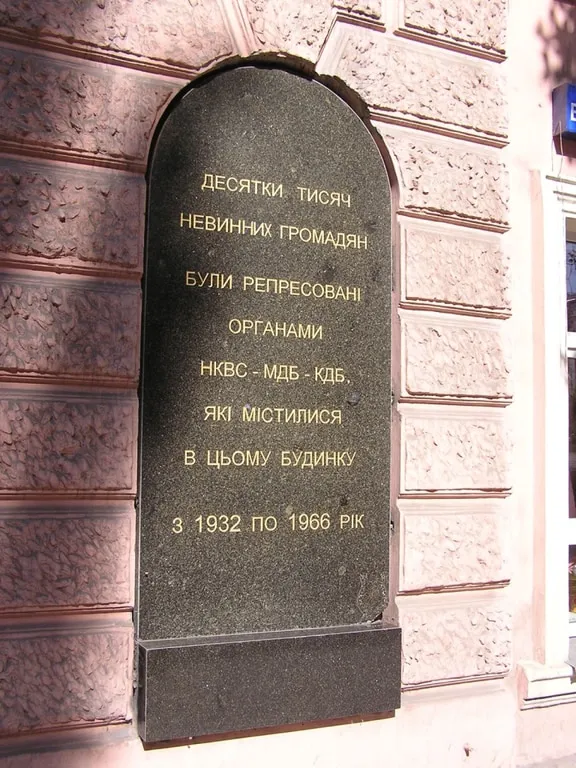 ДЕСЯТКИ ТИСЯЧ
НЕВИННИХ ГРОМАДЯН
БУЛИ РЕПРЕСОВАНІ
ОРГАНАМИ
НКВС - МДБ - КДБ,
ЯКІ МІСТИЛИСЯ
В ЦЬОМУ БУДИНКУ
З 1932 ПО 1966 РІК